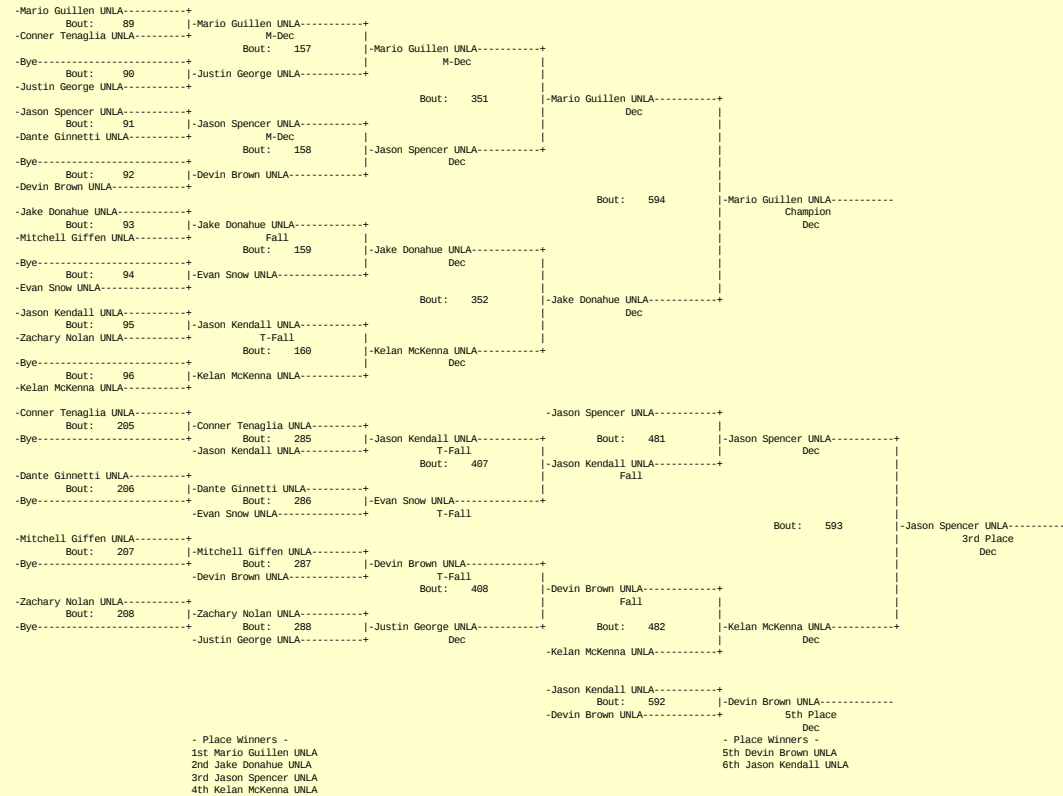 -Mario Guillen UNLA-----------+
Bout: 89 |-Mario Guillen UNLA-----------+
-Conner Tenaglia UNLA---------+ M-Dec |
Bout: 157 |-Mario Guillen UNLA-----------+
-Bye--------------------------+ | M-Dec |
Bout: 90 |-Justin George UNLA-----------+ |
-Justin George UNLA-----------+ |
Bout: 351 |-Mario Guillen UNLA-----------+
-Jason Spencer UNLA-----------+ | Dec |
Bout: 91 |-Jason Spencer UNLA-----------+ | |
-Dante Ginnetti UNLA----------+ M-Dec | | |
Bout: 158 |-Jason Spencer UNLA-----------+ |
-Bye--------------------------+ | Dec |
Bout: 92 |-Devin Brown UNLA-------------+ |
-Devin Brown UNLA-------------+ |
Bout: 594 |-Mario Guillen UNLA-----------
-Jake Donahue UNLA------------+ | Champion
Bout: 93 |-Jake Donahue UNLA------------+ | Dec
-Mitchell Giffen UNLA---------+ Fall | |
Bout: 159 |-Jake Donahue UNLA------------+ |
-Bye--------------------------+ | Dec | |
Bout: 94 |-Evan Snow UNLA---------------+ | |
-Evan Snow UNLA---------------+ | |
Bout: 352 |-Jake Donahue UNLA------------+
-Jason Kendall UNLA-----------+ | Dec
Bout: 95 |-Jason Kendall UNLA-----------+ |
-Zachary Nolan UNLA-----------+ T-Fall | |
Bout: 160 |-Kelan McKenna UNLA-----------+
-Bye--------------------------+ | Dec
Bout: 96 |-Kelan McKenna UNLA-----------+
-Kelan McKenna UNLA-----------+
-Conner Tenaglia UNLA---------+ -Jason Spencer UNLA-----------+
Bout: 205 |-Conner Tenaglia UNLA---------+ |
-Bye--------------------------+ Bout: 285 |-Jason Kendall UNLA-----------+ Bout: 481 |-Jason Spencer UNLA-----------+
-Jason Kendall UNLA-----------+ T-Fall | | Dec |
Bout: 407 |-Jason Kendall UNLA-----------+ |
-Dante Ginnetti UNLA----------+ | Fall |
Bout: 206 |-Dante Ginnetti UNLA----------+ | |
-Bye--------------------------+ Bout: 286 |-Evan Snow UNLA---------------+ |
-Evan Snow UNLA---------------+ T-Fall |
Bout: 593 |-Jason Spencer UNLA-----------
-Mitchell Giffen UNLA---------+ | 3rd Place
Bout: 207 |-Mitchell Giffen UNLA---------+ | Dec
-Bye--------------------------+ Bout: 287 |-Devin Brown UNLA-------------+ |
-Devin Brown UNLA-------------+ T-Fall | |
Bout: 408 |-Devin Brown UNLA-------------+ |
-Zachary Nolan UNLA-----------+ | Fall | |
Bout: 208 |-Zachary Nolan UNLA-----------+ | | |
-Bye--------------------------+ Bout: 288 |-Justin George UNLA-----------+ Bout: 482 |-Kelan McKenna UNLA-----------+
-Justin George UNLA-----------+ Dec | Dec
-Kelan McKenna UNLA-----------+
-Jason Kendall UNLA-----------+
Bout: 592 |-Devin Brown UNLA-------------
-Devin Brown UNLA-------------+ 5th Place
Dec
- Place Winners - - Place Winners -
1st Mario Guillen UNLA 5th Devin Brown UNLA
2nd Jake Donahue UNLA 6th Jason Kendall UNLA
3rd Jason Spencer UNLA
4th Kelan McKenna UNLA